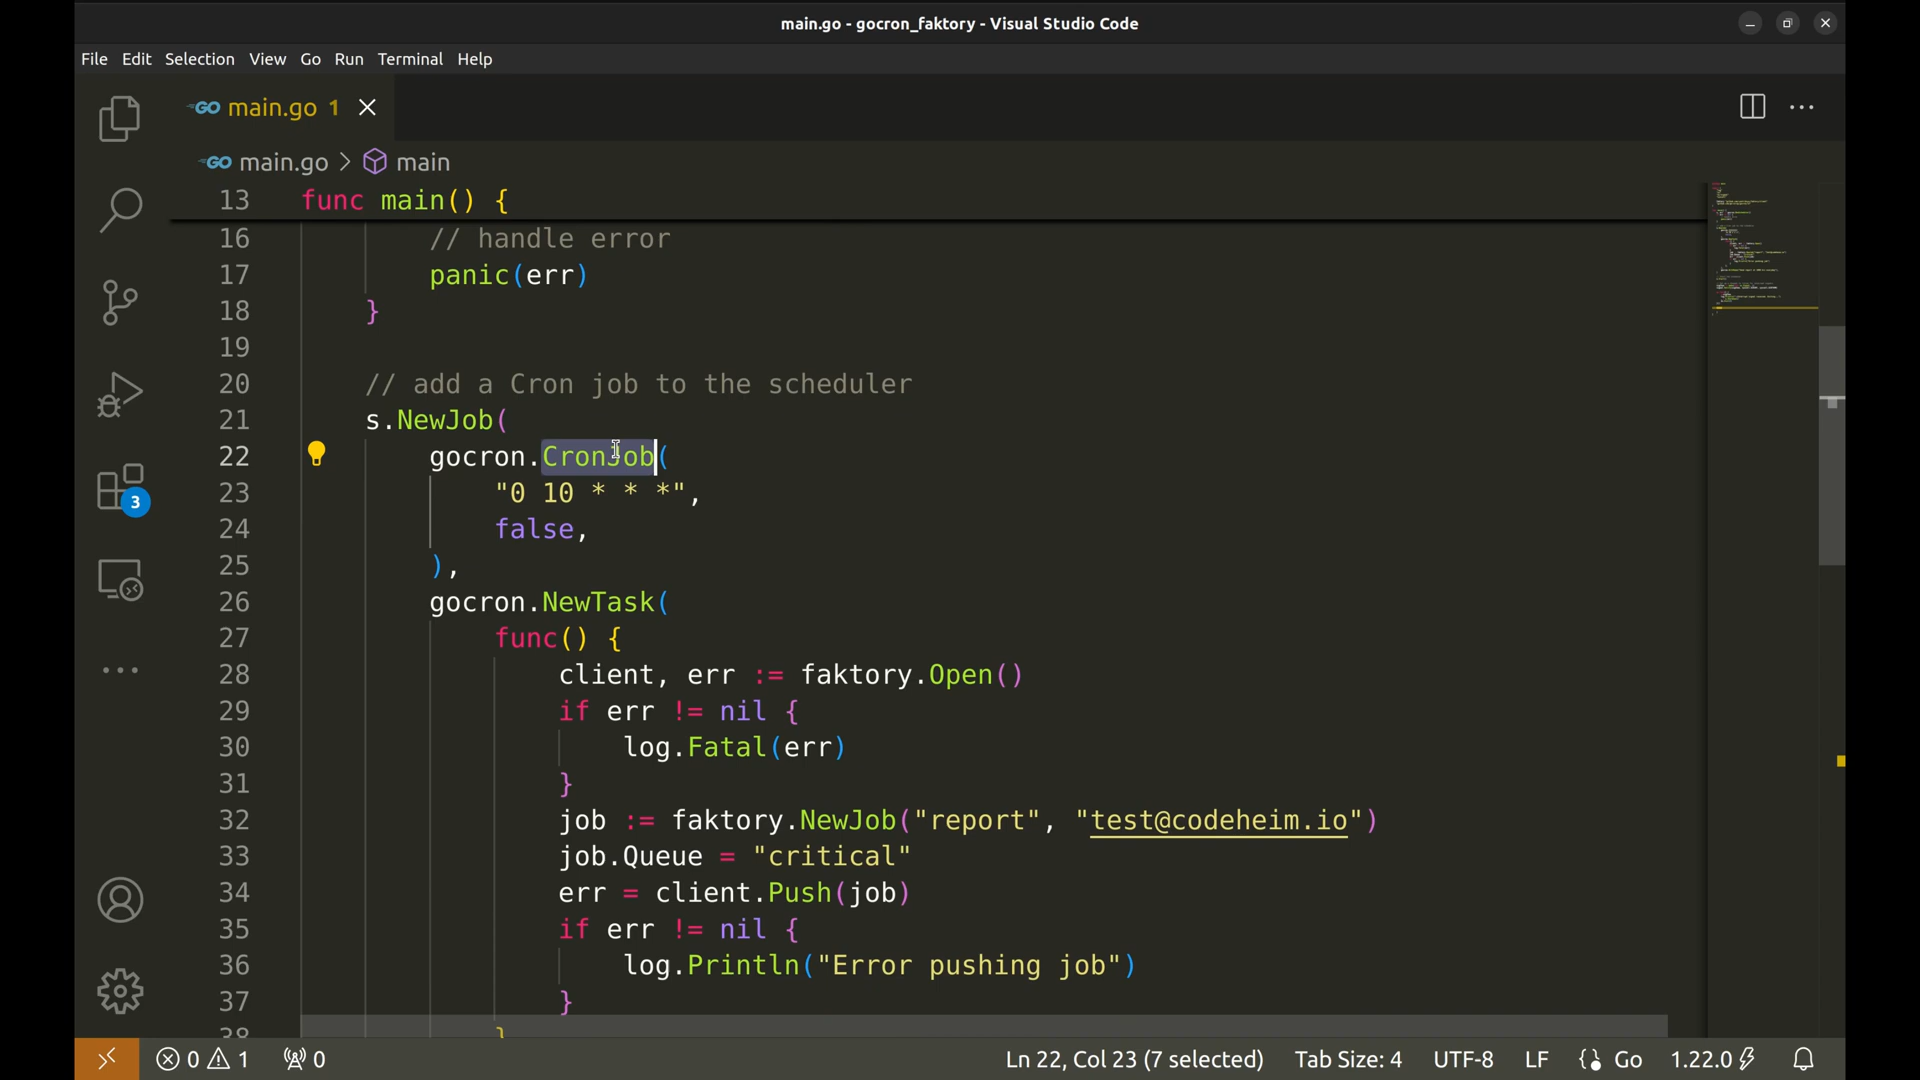 main.go - gocron_faktory - Visual Studio Code
File Edit Selection View Go Run Terminal Help
GO main.go 1
GO main.go > main
13 func main() {
16 // handle error
17 panic(err)
18 }
19
20 // add a Cron job to the scheduler
21 s.NewJob(
22 gocron.CronJob(
23 "0 10 * * *",
24 false,
25 ),
26 gocron.NewTask(
27 func() {
28 client, err := faktory.Open()
29 if err != nil {
30 log.Fatal(err)
31 }
32 job := faktory.NewJob("report", "test@codeheim.io")
33 job.Queue = "critical"
34 err = client.Push(job)
35 if err != nil {
36 log.Println("Error pushing job")
37 }
38 }
3
0 1 0 Ln 22, Col 23 (7 selected) Tab Size: 4 UTF-8 LF Go 1.22.0